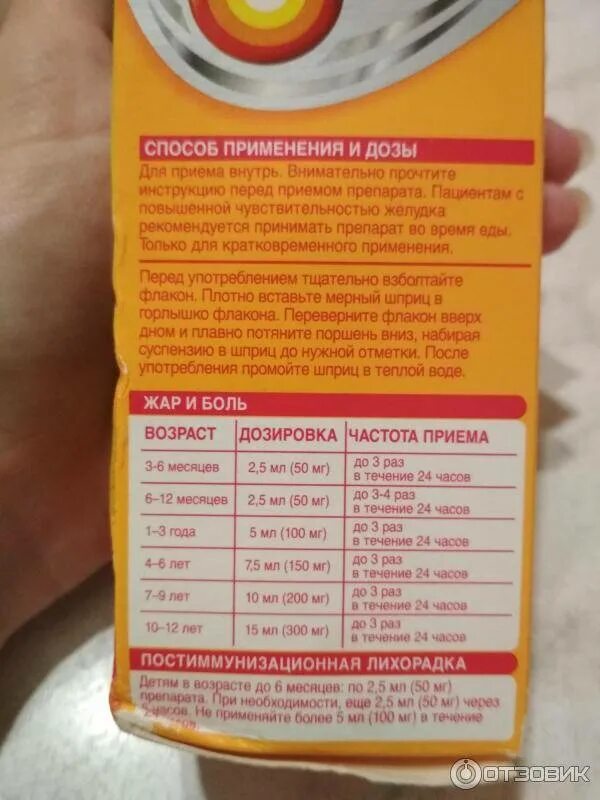 СПОСОБ ПРИМЕНЕНИЯ И ДОЗЫ
Для приема внутрь. Внимательно прочтите
инструкцию перед приемом препарата. Пациентам с
повышенной чувствительностью желудка
рекомендуется принимать препарат во время еды.
Только для кратковременного применения.
Перед употреблением тщательно взболтайте
флакон. Плотно вставьте мерный шприц в
горлышко флакона. Переверните флакон вверх
дном и плавно потяните поршень вниз, набирая
суспензию в шприц до нужной отметки. После
употребления промойте шприц в теплой воде.
ЖАР И БОЛЬ
ВОЗРАСТ ДОЗИРОВКА ЧАСТОТА ПРИЕМА
3-6 месяцев 2,5 мл (50 мг) до 3 раз в течение 24 часов
6–12 месяцев 2,5 мл (50 мг) до 3-4 раз в течение 24 часов
1–3 года 5 мл (100 мг) до 3 раз в течение 24 часов
4–6 лет 7,5 мл (150 мг) до 3 раз в течение 24 часов
7–9 лет 10 мл (200 мг) до 3 раз в течение 24 часов
10–12 лет 15 мл (300 мг) до 3 раз в течение 24 часов
ПОСТИММУНИЗАЦИОННАЯ ЛИХОРАДКА
Детям в возрасте до 6 месяцев: по 2,5 мл (50 мг)
препарата. При необходимости, еще 2,5 мл (50 мг) через
часов. Не применяйте более 5 мл (100 мг) в течение
часов.
ОТЗОВИК